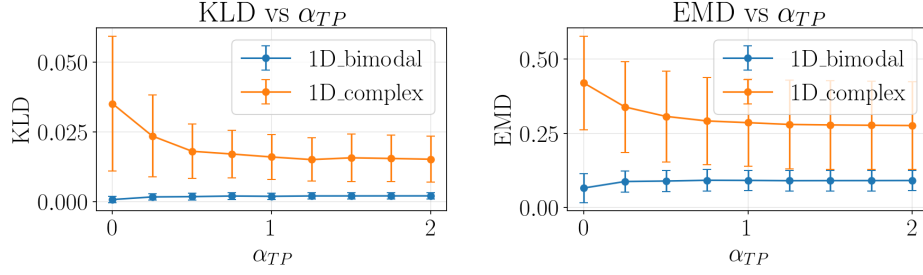 KLD vs α_TP
KLD
0.050
0.025
0.000
1D_bimodal
1D_complex
0
1
2
α_TP
EMD vs α_TP
EMD
0.50
0.25
0.00
1D_bimodal
1D_complex
0
1
2
α_TP